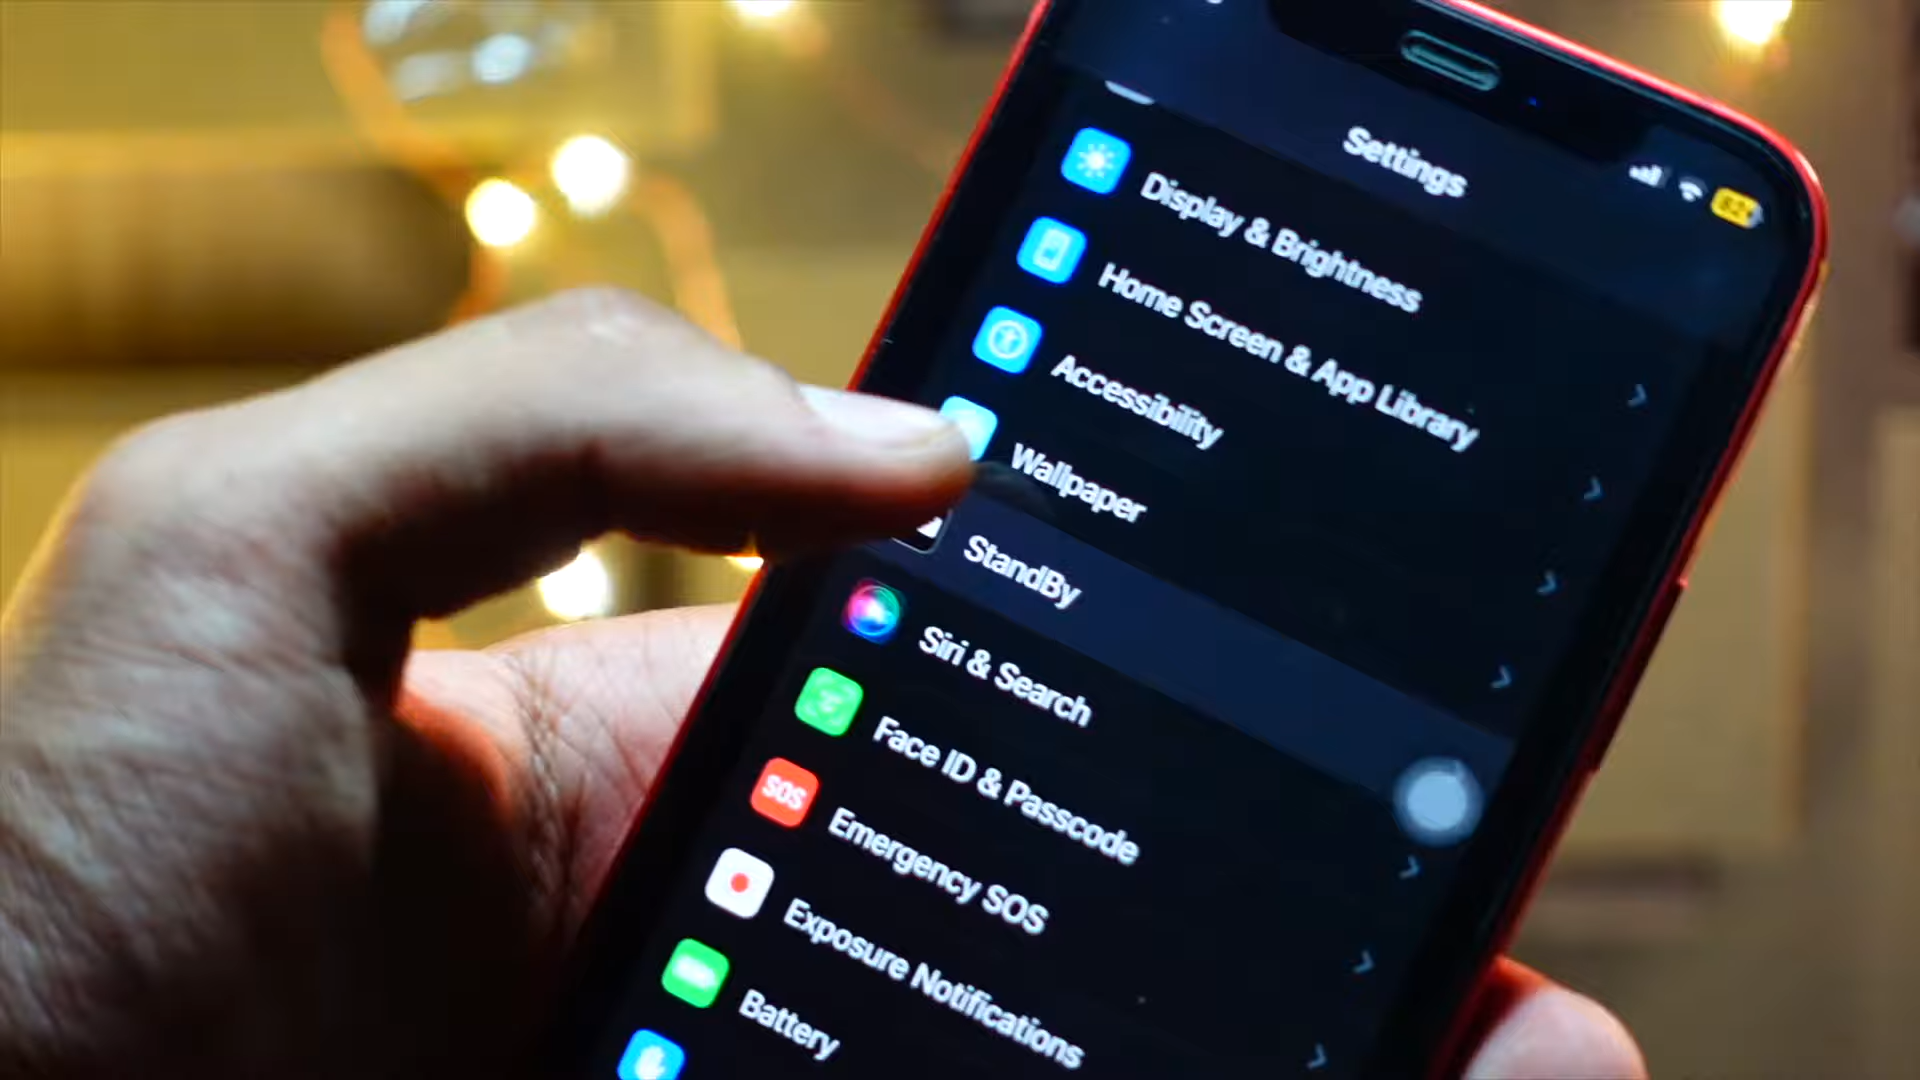 Settings
82
Display & Brightness
Home Screen & App Library
Accessibility
Wallpaper
StandBy
Siri & Search
Face ID & Passcode
SOS
Emergency SOS
Exposure Notifications
Battery